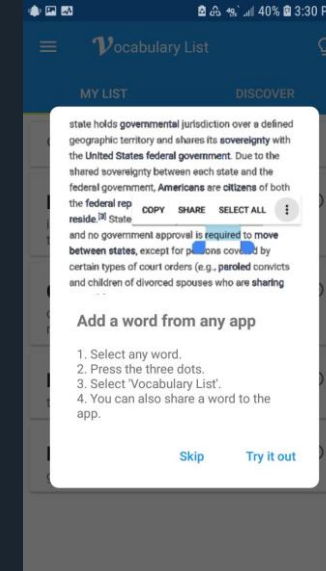 40% 3:30 P
Vocabulary List
MY LIST DISCOVER
state holds governmental jurisdiction over a defined
geographic territory and shares its sovereignty with
the United States federal government. Due to the
shared sovereignty between each state and the
federal government, Americans are citizens of both
the federal rep
COPY SHARE SELECT ALL
reside.[3] State
and no government approval is required to move
between states, except for persons covered by
certain types of court orders (e.g., paroled convicts
and children of divorced spouses who are sharing
Add a word from any app
1. Select any word.
2. Press the three dots.
3. Select 'Vocabulary List'.
4. You can also share a word to the
app.
Skip Try it out